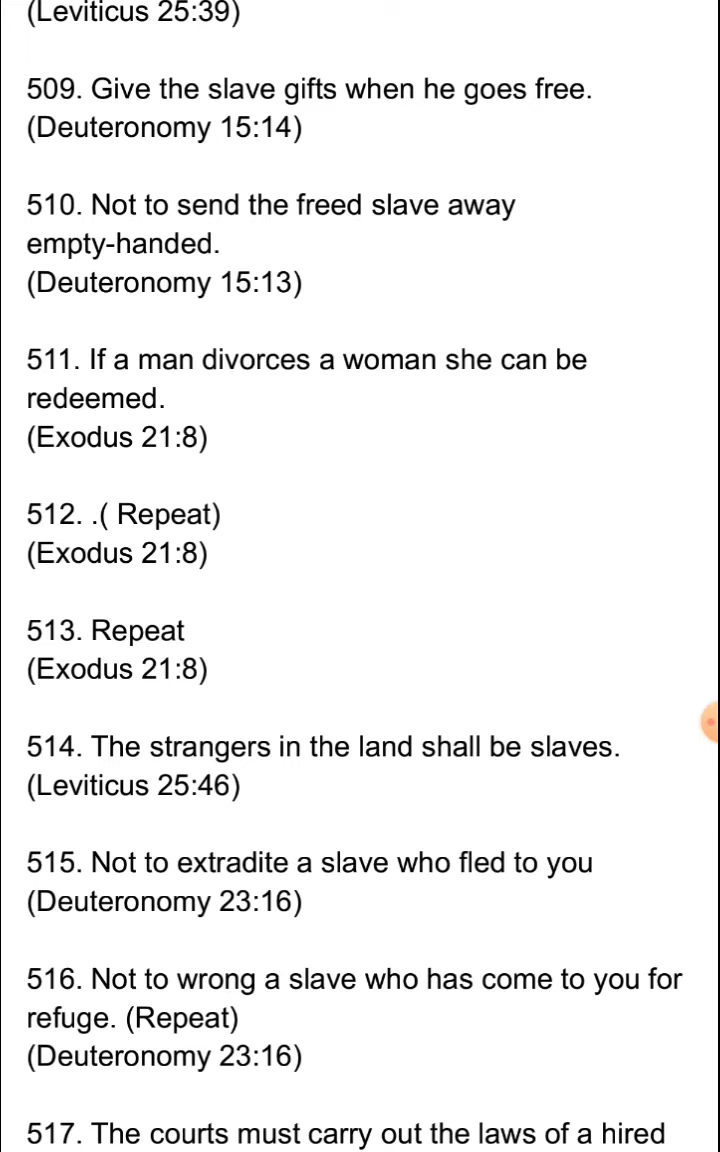 (Leviticus 25:39)
509. Give the slave gifts when he goes free.
(Deuteronomy 15:14)
510. Not to send the freed slave away
empty-handed.
(Deuteronomy 15:13)
511. If a man divorces a woman she can be
redeemed.
(Exodus 21:8)
512. .( Repeat)
(Exodus 21:8)
513. Repeat
(Exodus 21:8)
514. The strangers in the land shall be slaves.
(Leviticus 25:46)
515. Not to extradite a slave who fled to you
(Deuteronomy 23:16)
516. Not to wrong a slave who has come to you for
refuge. (Repeat)
(Deuteronomy 23:16)
517. The courts must carry out the laws of a hired